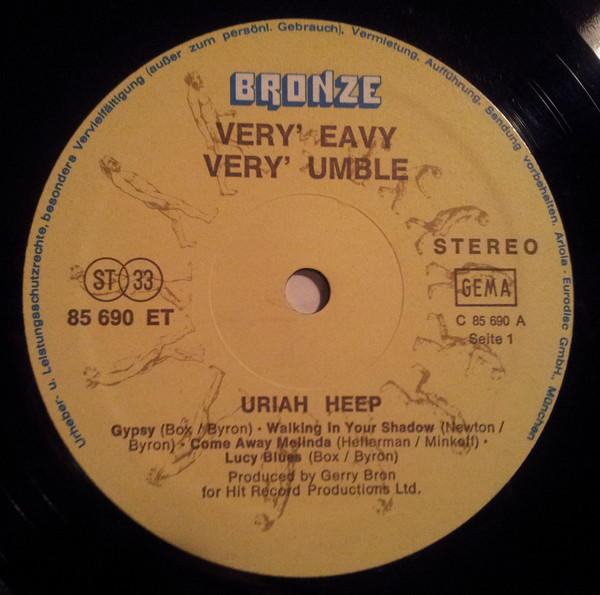 Urheber- u. Leistungsschutzrechte, besonders Vervielfältigung (außer zum persönl. Gebrauch), Vermietung, Aufführung, Sendung vorbehalten. Ariola-Eurodisc GmbH., München
BRONZE
VERY' EAVY
VERY' UMBLE
STEREO
ST 33
GEMA
85 690 ET
C 85 690 A
Seite 1
URIAH HEEP
Gypsy (Box / Byron) · Walking In Your Shadow (Newton /
Byron) · Come Away Melinda (Hellerman / Minkoff) ·
Lucy Blues (Box / Byron)
Produced by Gerry Bron
for Hit Record Productions Ltd.